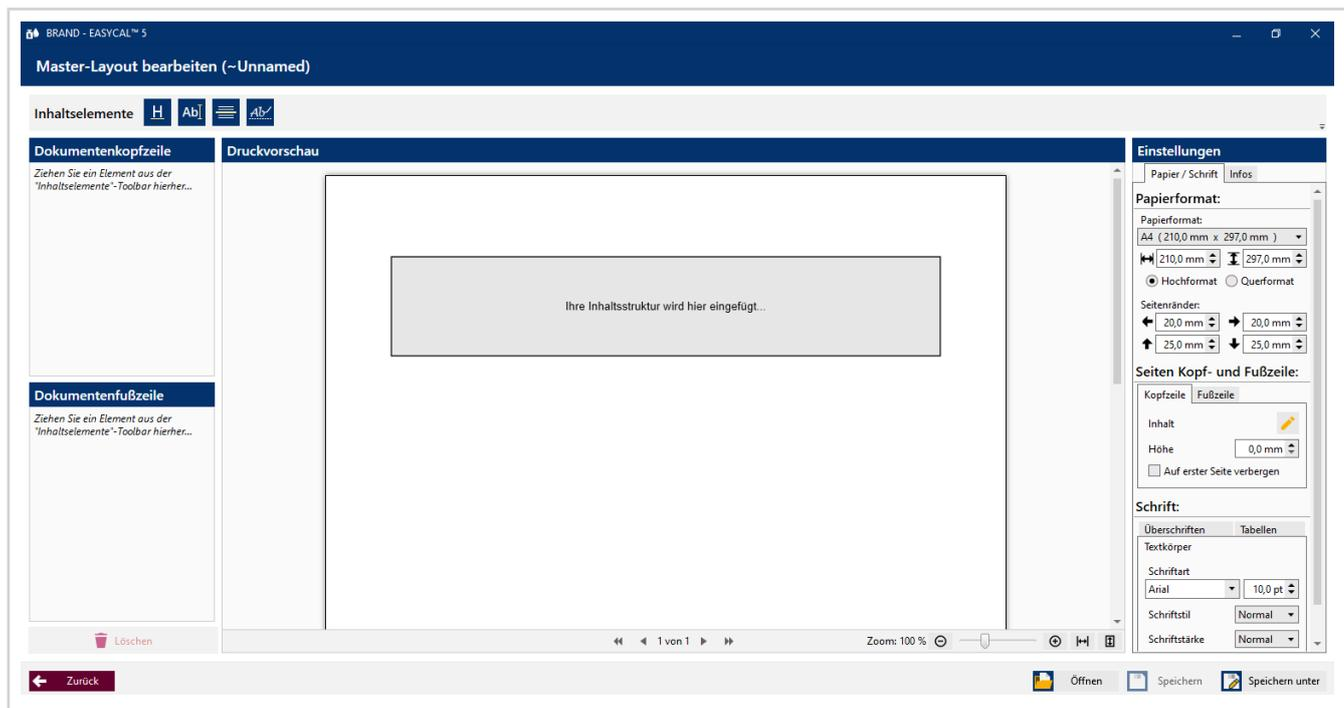 BRAND - EASYCAL™ 5
Master-Layout bearbeiten (~Unnamed)
Inhaltselemente H Ab Ab
Dokumentenkopfzeile
Ziehen Sie ein Element aus der
"Inhaltselemente"-Toolbar hierher...
Dokumentenfußzeile
Ziehen Sie ein Element aus der
"Inhaltselemente"-Toolbar hierher...
Löschen
Druckvorschau
Ihre Inhaltsstruktur wird hier eingefügt...
1 von 1
Zoom: 100 %
Einstellungen
Papier / Schrift Infos
Papierformat:
Papierformat:
A4 ( 210,0 mm x 297,0 mm )
210,0 mm 297,0 mm
Hochformat Querformat
Seitenränder:
20,0 mm 20,0 mm
25,0 mm 25,0 mm
Seiten Kopf- und Fußzeile:
Kopfzeile Fußzeile
Inhalt
Höhe 0,0 mm
Auf erster Seite verbergen
Schrift:
Überschriften Tabellen
Textkörper
Schriftart
Arial 10,0 pt
Schriftstil Normal
Schriftstärke Normal
Zurück
Öffnen Speichern Speichern unter